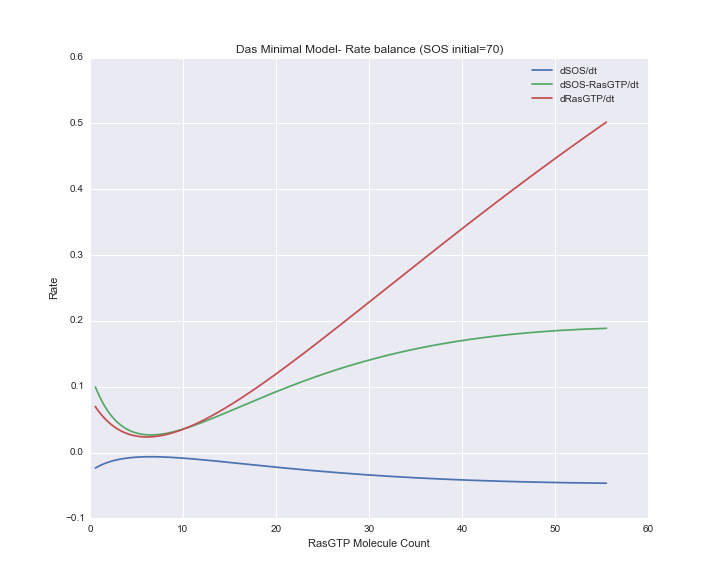 Das Minimal Model- Rate balance (SOS initial=70)
0.6
0.5
0.4
0.3
0.2
0.1
0.0
−0.1
Rate
dSOS/dt
dSOS-RasGTP/dt
dRasGTP/dt
0 10 20 30 40 50 60
RasGTP Molecule Count